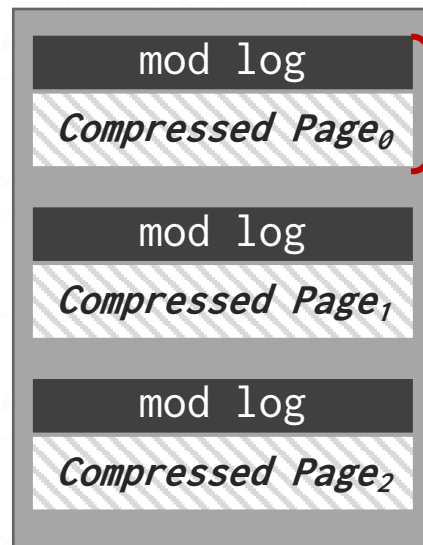 mod log
Compressed Page₀
mod log
Compressed Page₁
mod log
Compressed Page₂